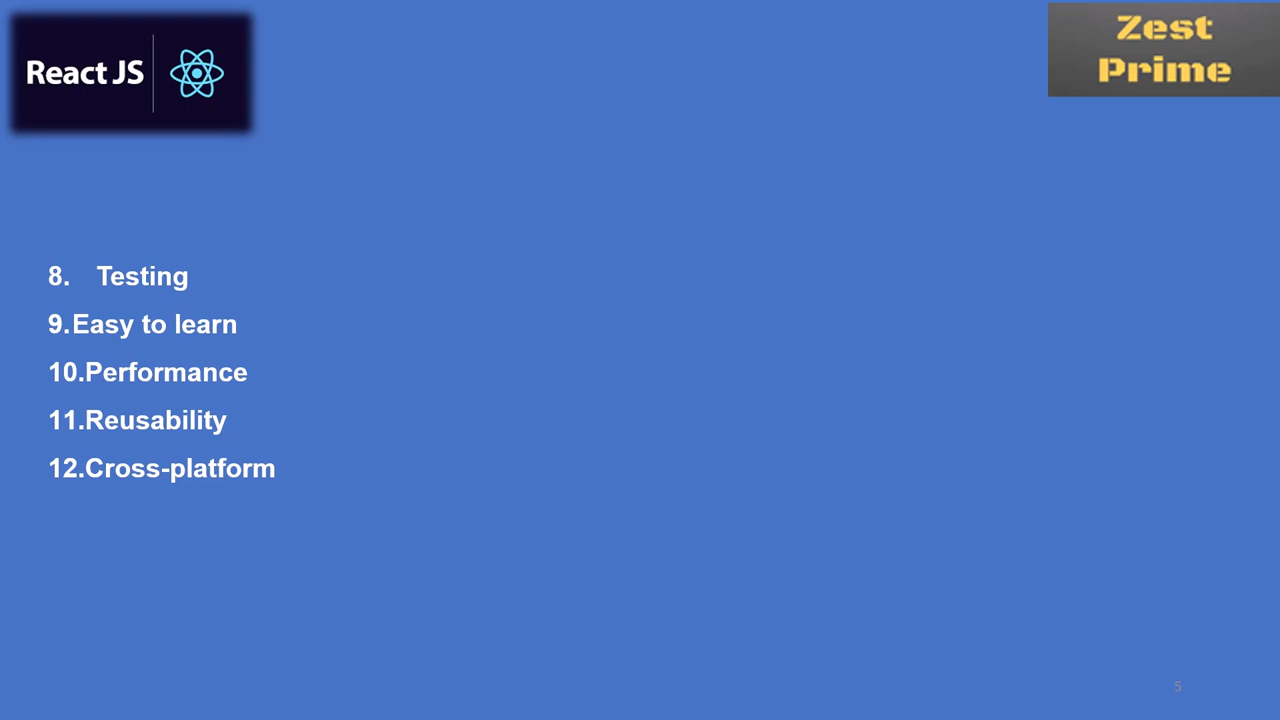 React JS
Zest
Prime
8. Testing
9. Easy to learn
10.Performance
11.Reusability
12.Cross-platform
5